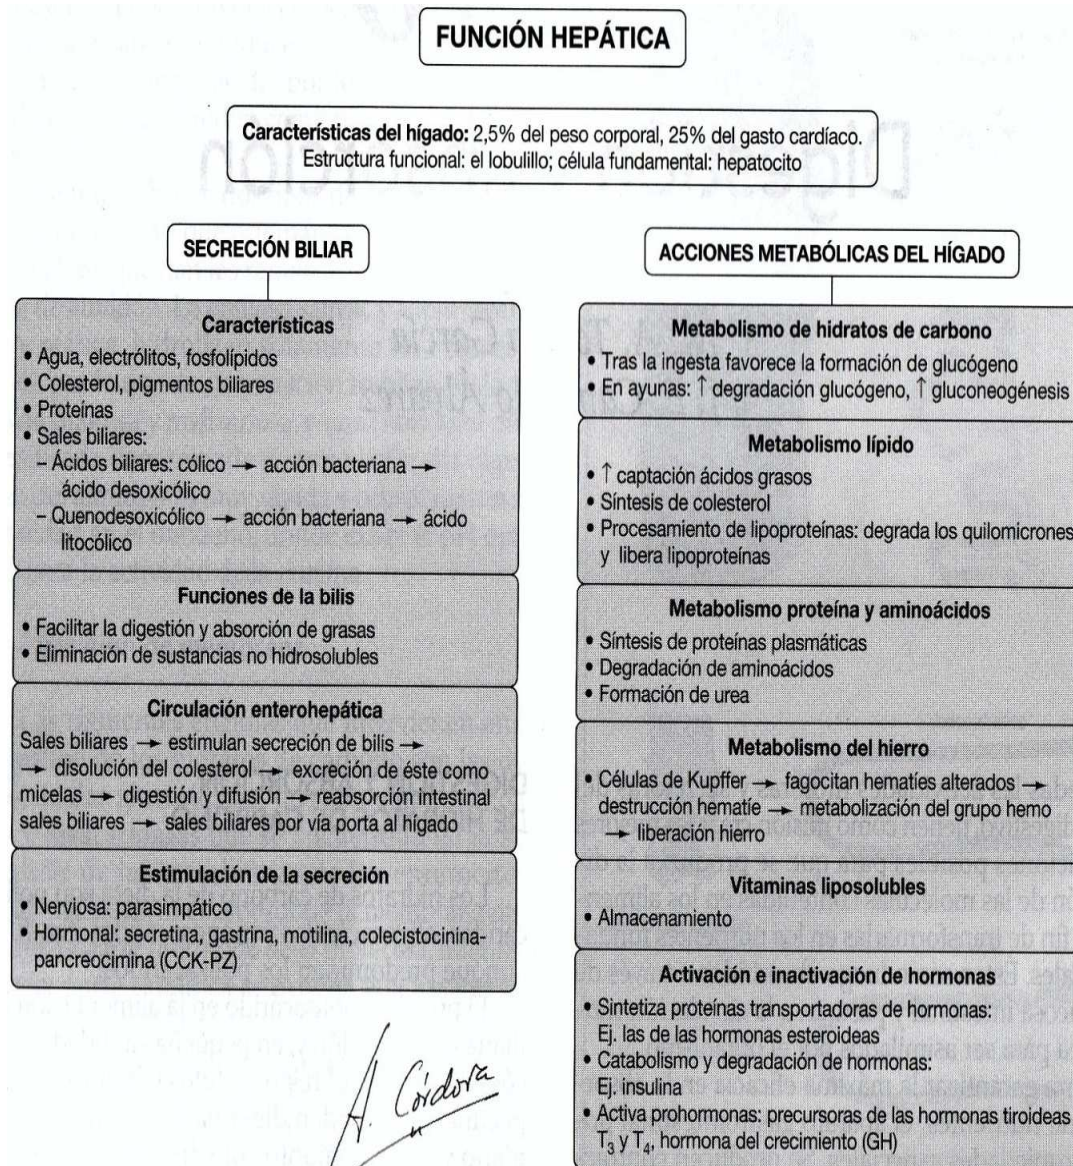 FUNCIÓN HEPÁTICA
Características del hígado: 2,5% del peso corporal, 25% del gasto cardíaco.
Estructura funcional: el lobulillo; célula fundamental: hepatocito
SECRECIÓN BILIAR
Características
• Agua, electrólitos, fosfolípidos
• Colesterol, pigmentos biliares
• Proteínas
• Sales biliares:
– Ácidos biliares: cólico → acción bacteriana →
ácido desoxicólico
– Quenodesoxicólico → acción bacteriana → ácido
litocólico
Funciones de la bilis
• Facilitar la digestión y absorción de grasas
• Eliminación de sustancias no hidrosolubles
Circulación enterohepática
Sales biliares → estimulan secreción de bilis →
→ disolución del colesterol → excreción de éste como
micelas → digestión y difusión → reabsorción intestinal
sales biliares → sales biliares por vía porta al hígado
Estimulación de la secreción
• Nerviosa: parasimpático
• Hormonal: secretina, gastrina, motilina, colecistocinina-
pancreocimina (CCK-PZ)
ACCIONES METABÓLICAS DEL HÍGADO
Metabolismo de hidratos de carbono
• Tras la ingesta favorece la formación de glucógeno
• En ayunas: ↑ degradación glucógeno, ↑ gluconeogénesis
Metabolismo lípido
• ↑ captación ácidos grasos
• Síntesis de colesterol
• Procesamiento de lipoproteínas: degrada los quilomicrones
y libera lipoproteínas
Metabolismo proteína y aminoácidos
• Síntesis de proteínas plasmáticas
• Degradación de aminoácidos
• Formación de urea
Metabolismo del hierro
• Células de Kupffer → fagocitan hematíes alterados →
destrucción hematíe → metabolización del grupo hemo
→ liberación hierro
Vitaminas liposolubles
• Almacenamiento
Activación e inactivación de hormonas
• Sintetiza proteínas transportadoras de hormonas:
Ej. las de las hormonas esteroideas
• Catabolismo y degradación de hormonas:
Ej. insulina
• Activa prohormonas: precursoras de las hormonas tiroideas
T₃ y T₄, hormona del crecimiento (GH)
A. Córdova